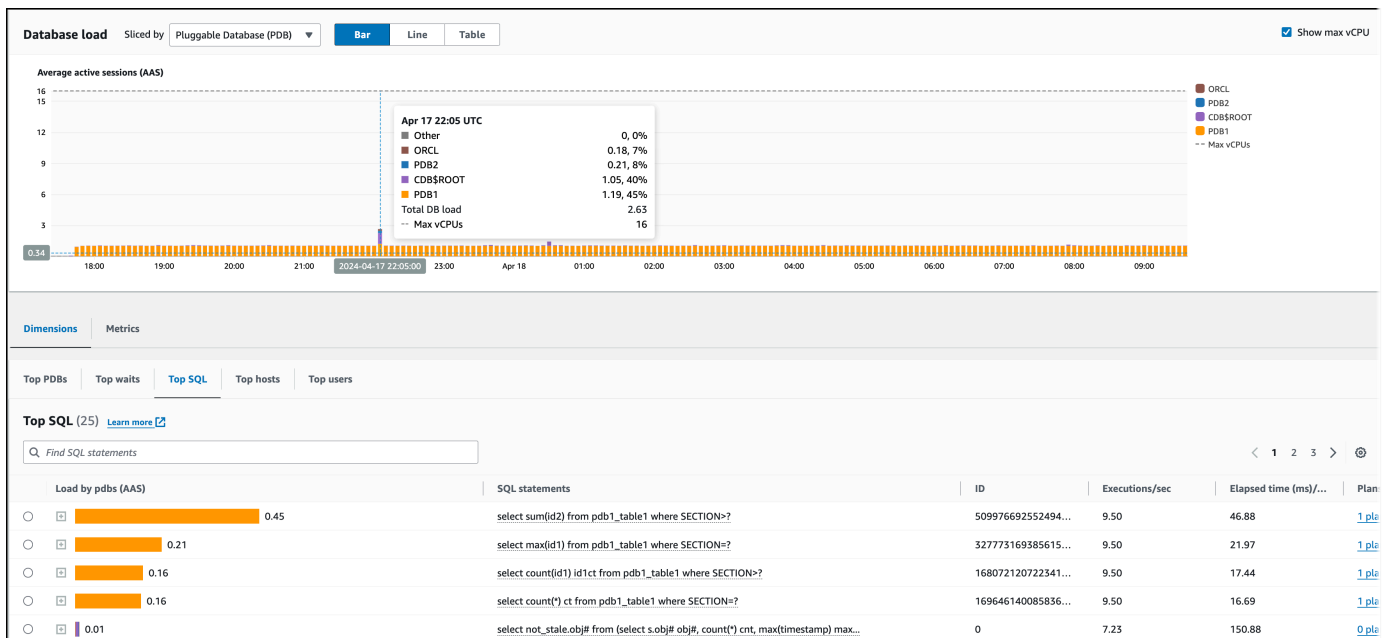 Database load Sliced by Pluggable Database (PDB) Bar Line Table Show max vCPU
Average active sessions (AAS)
16
15
12
9
6
3
0.34
Apr 17 22:05 UTC
Other 0, 0%
ORCL 0.18, 7%
PDB2 0.21, 8%
CDB$ROOT 1.05, 40%
PDB1 1.19, 45%
Total DB load 2.63
Max vCPUs 16
ORCL
PDB2
CDB$ROOT
PDB1
Max vCPUs
18:00 19:00 20:00 21:00 2024-04-17 22:05:00 23:00 Apr 18 01:00 02:00 03:00 04:00 05:00 06:00 07:00 08:00 09:00
Dimensions Metrics
Top PDBs Top waits Top SQL Top hosts Top users
Top SQL (25) Learn more
Find SQL statements 1 2 3
Load by pdbs (AAS) SQL statements ID Executions/sec Elapsed time (ms)/... Plan
0.45 select sum(id2) from pdb1_table1 where SECTION>? 509976692552494... 9.50 46.88 1 pla
0.21 select max(id1) from pdb1_table1 where SECTION=? 327773169385615... 9.50 21.97 1 pla
0.16 select count(id1) id1ct from pdb1_table1 where SECTION>? 168072120722341... 9.50 17.44 1 pla
0.16 select count(*) ct from pdb1_table1 where SECTION=? 169646140085836... 9.50 16.69 1 pla
0.01 select not_stale.obj# from (select s.obj# obj#, count(*) cnt, max(timestamp) max... 0 7.23 150.88 0 pla